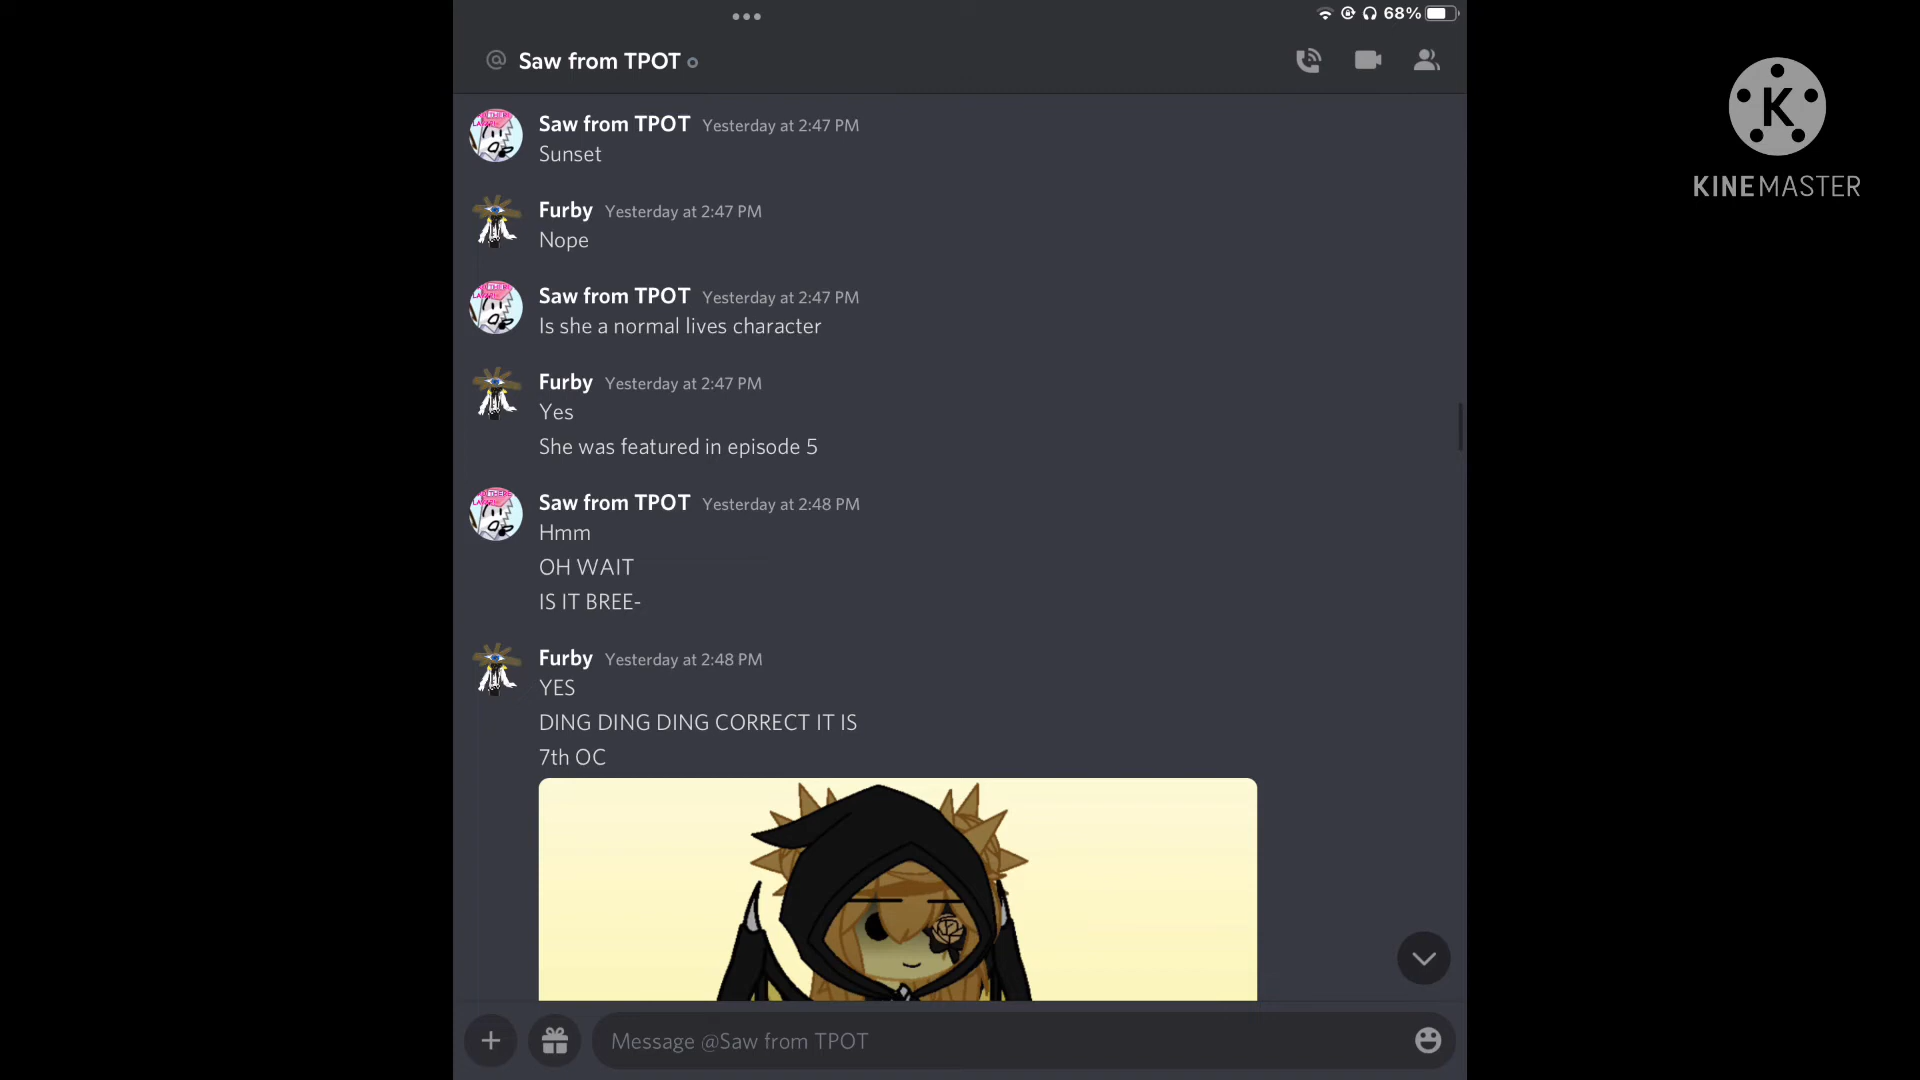 68%
@ Saw from TPOT
KINEMASTER
Saw from TPOT Yesterday at 2:47 PM
Sunset
Furby Yesterday at 2:47 PM
Nope
Saw from TPOT Yesterday at 2:47 PM
Is she a normal lives character
Furby Yesterday at 2:47 PM
Yes
She was featured in episode 5
Saw from TPOT Yesterday at 2:48 PM
Hmm
OH WAIT
IS IT BREE-
Furby Yesterday at 2:48 PM
YES
DING DING DING CORRECT IT IS
7th OC
Message @Saw from TPOT